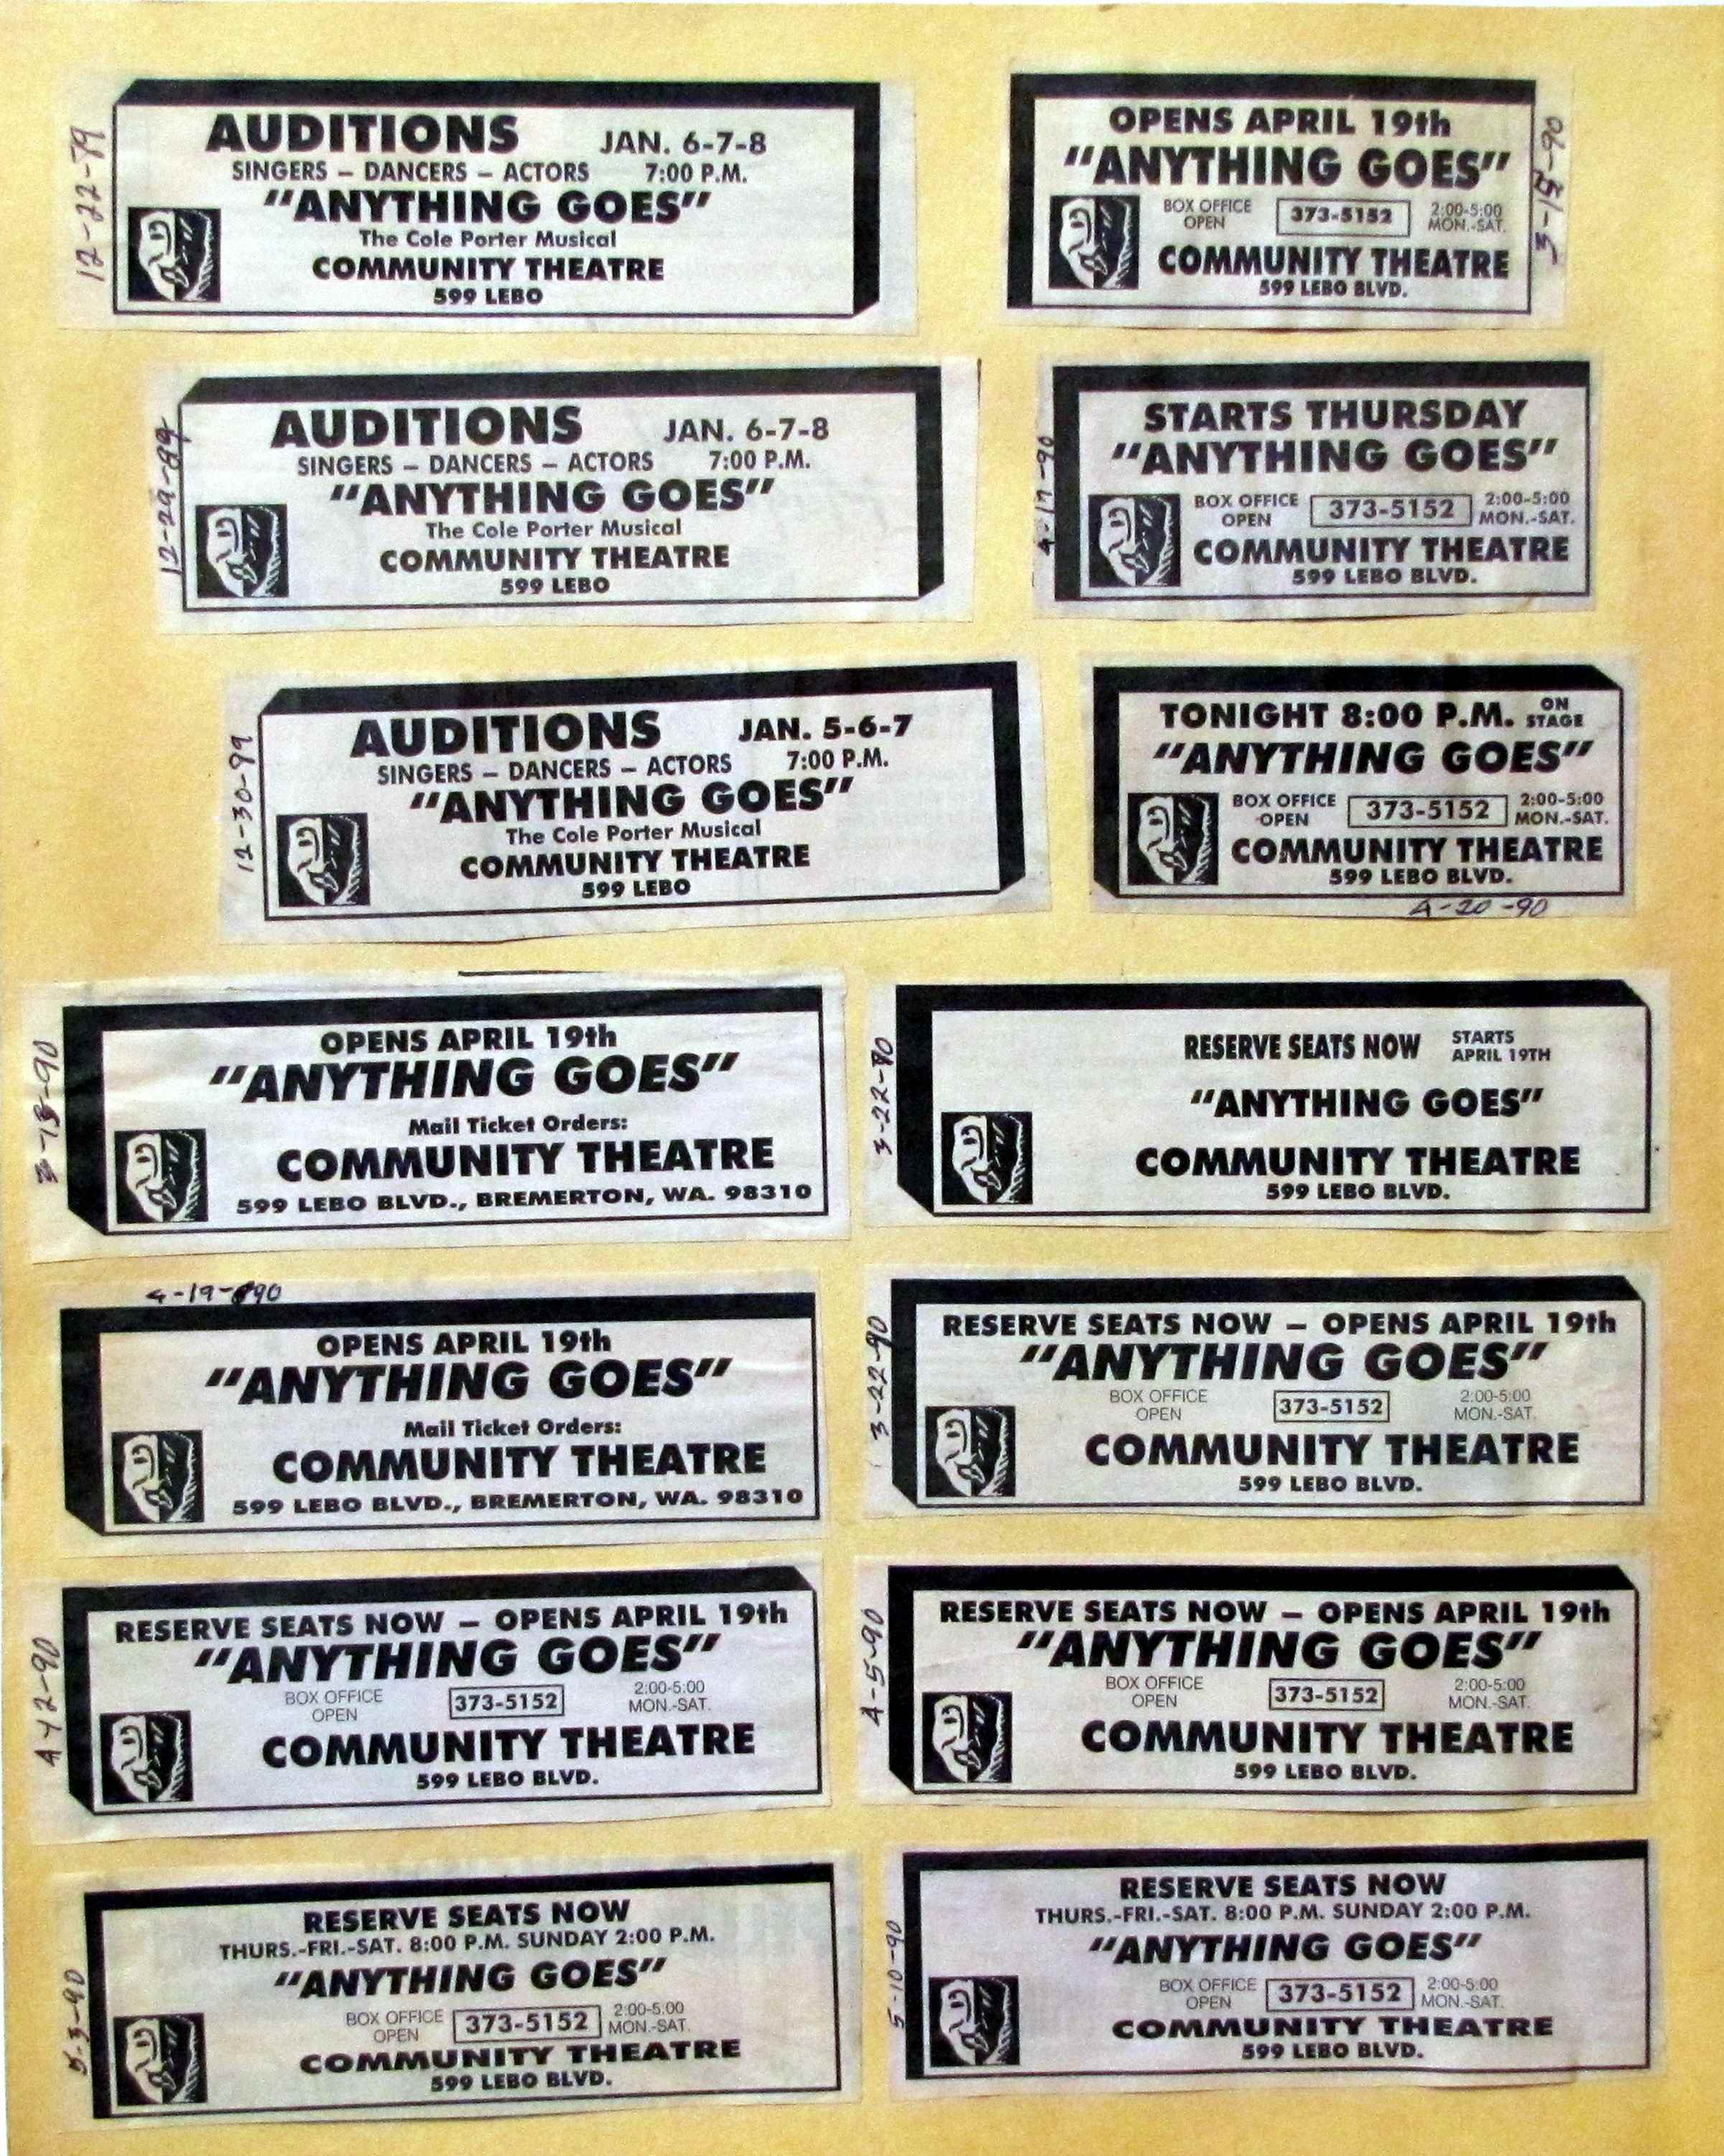 12-22-89
AUDITIONS JAN. 6-7-8
SINGERS – DANCERS – ACTORS 7:00 P.M.
"ANYTHING GOES"
The Cole Porter Musical
COMMUNITY THEATRE
599 LEBO
OPENS APRIL 19th
"ANYTHING GOES"
BOX OFFICE OPEN 373-5152 2:00-5:00 MON.-SAT.
COMMUNITY THEATRE
599 LEBO BLVD.
12-29-89
AUDITIONS JAN. 6-7-8
SINGERS – DANCERS – ACTORS 7:00 P.M.
"ANYTHING GOES"
The Cole Porter Musical
COMMUNITY THEATRE
599 LEBO
4-17-90
STARTS THURSDAY
"ANYTHING GOES"
BOX OFFICE OPEN 373-5152 2:00-5:00 MON.-SAT.
COMMUNITY THEATRE
599 LEBO BLVD.
12-30-99
AUDITIONS JAN. 5-6-7
SINGERS – DANCERS – ACTORS 7:00 P.M.
"ANYTHING GOES"
The Cole Porter Musical
COMMUNITY THEATRE
599 LEBO
TONIGHT 8:00 P.M. ON STAGE
"ANYTHING GOES"
BOX OFFICE OPEN 373-5152 2:00-5:00 MON.-SAT.
COMMUNITY THEATRE
599 LEBO BLVD.
4-20-90
OPENS APRIL 19th
"ANYTHING GOES"
Mail Ticket Orders:
COMMUNITY THEATRE
599 LEBO BLVD., BREMERTON, WA. 98310
3-22-90
RESERVE SEATS NOW STARTS APRIL 19TH
"ANYTHING GOES"
COMMUNITY THEATRE
599 LEBO BLVD.
4-19-90
OPENS APRIL 19th
"ANYTHING GOES"
Mail Ticket Orders:
COMMUNITY THEATRE
599 LEBO BLVD., BREMERTON, WA. 98310
3-22-90
RESERVE SEATS NOW – OPENS APRIL 19th
"ANYTHING GOES"
BOX OFFICE OPEN 373-5152 2:00-5:00 MON.-SAT.
COMMUNITY THEATRE
599 LEBO BLVD.
4-12-90
RESERVE SEATS NOW – OPENS APRIL 19th
"ANYTHING GOES"
BOX OFFICE OPEN 373-5152 2:00-5:00 MON.-SAT.
COMMUNITY THEATRE
599 LEBO BLVD.
4-5-90
RESERVE SEATS NOW – OPENS APRIL 19th
"ANYTHING GOES"
BOX OFFICE OPEN 373-5152 2:00-5:00 MON.-SAT.
COMMUNITY THEATRE
599 LEBO BLVD.
5-3-90
RESERVE SEATS NOW
THURS.-FRI.-SAT. 8:00 P.M. SUNDAY 2:00 P.M.
"ANYTHING GOES"
BOX OFFICE OPEN 373-5152 2:00-5:00 MON.-SAT.
COMMUNITY THEATRE
599 LEBO BLVD.
5-10-90
RESERVE SEATS NOW
THURS.-FRI.-SAT. 8:00 P.M. SUNDAY 2:00 P.M.
"ANYTHING GOES"
BOX OFFICE OPEN 373-5152 2:00-5:00 MON.-SAT.
COMMUNITY THEATRE
599 LEBO BLVD.